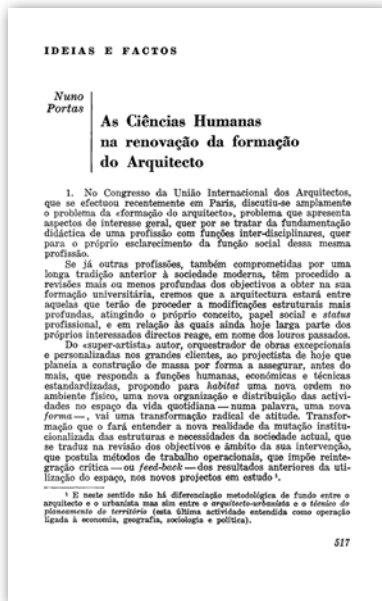 IDEIAS E FACTOS
Nuno
Portas
As Ciências Humanas
na renovação da formação
do Arquitecto
1. No Congresso da União Internacional dos Arquitectos,
que se efectuou recentemente em Paris, discutiu-se amplamente
o problema da «formação do arquitecto», problema que apresenta
aspectos de interesse geral, quer por se tratar da fundamentação
didáctica de uma profissão com funções inter-disciplinares, quer
para o próprio esclarecimento da função social dessa mesma
profissão.
Se já outras profissões, também comprometidas por uma
longa tradição anterior à sociedade moderna, têm procedido a
revisões mais ou menos profundas dos objectivos a obter na sua
formação universitária, cremos que a arquitectura estará entre
aquelas que terão de proceder a modificações estruturais mais
profundas, atingindo o próprio conceito, papel social e status
profissional, e em relação às quais ainda hoje larga parte dos
próprios interessados directos reage, em nome dos louros passados.
Do «super-artista» autor, orquestrador de obras excepcionais
e personalizadas nos grandes clientes, ao projectista de hoje que
planeia a construção de massa por forma a assegurar, antes do
mais, que responda a funções humanas, económicas e técnicas
estandardizadas, propondo para habitat uma nova ordem no
ambiente físico, uma nova organização e distribuição das activi-
dades no espaço da vida quotidiana — numa palavra, uma nova
forma —, vai uma transformação radical de atitude. Transfor-
mação que o fará entender a nova realidade da mutação institu-
cionalizada das estruturas e necessidades da sociedade actual, que
se traduz na revisão dos objectivos e âmbito da sua intervenção,
que postula métodos de trabalho operacionais, que impõe reinte-
gração crítica — ou feed-back — dos resultados anteriores da uti-
lização do espaço, nos novos projectos em estudo ¹.
¹ E neste sentido não há diferenciação metodológica de fundo entre o
arquitecto e o urbanista mas sim entre o arquitecto-urbanista e o técnico do
planeamento do território (esta última actividade entendida como operação
ligada à economia, geografia, sociologia e política).
517